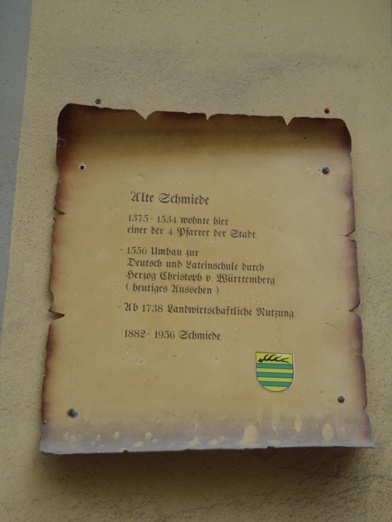 Alte Schmiede
1375 - 1534 wohnte hier
einer der 4 Pfarrer der Stadt.
- 1556 Umbau zur
Deutsch und Lateinschule durch
Herzog Christoph v. Württemberg
( heutiges Aussehen )
- Ab 1738 Landwirtschaftliche Nutzung
1882 - 1956 Schmiede